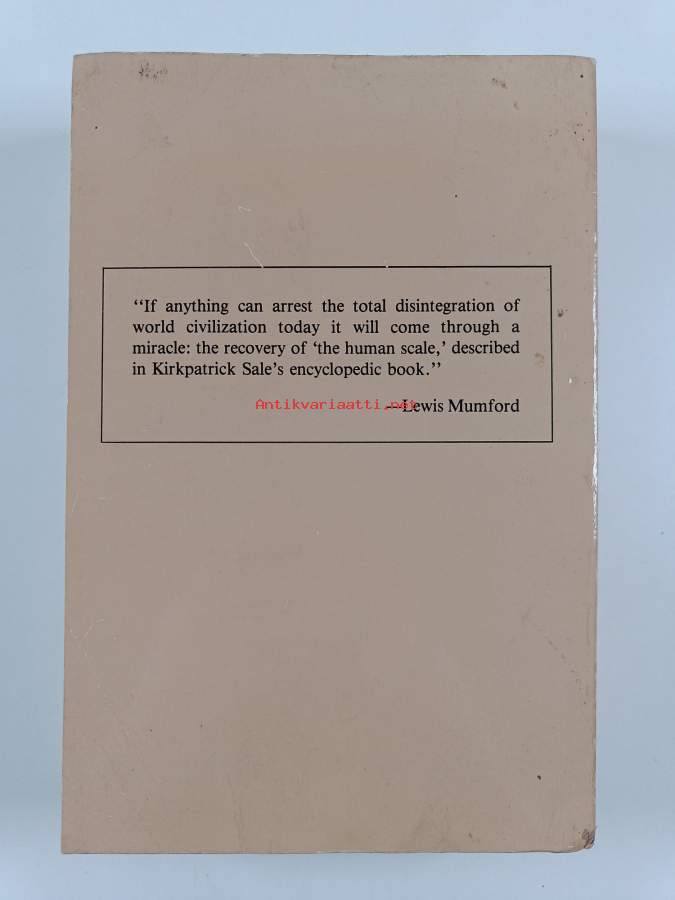 “If anything can arrest the total disintegration of
world civilization today it will come through a
miracle: the recovery of ‘the human scale,’ described
in Kirkpatrick Sale’s encyclopedic book.”
Antikvariaatti.net
—Lewis Mumford